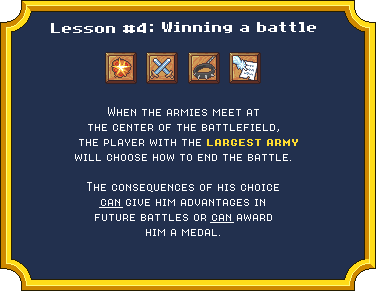 Lesson #4: Winning a battle
When the armies meet at
the center of the battlefield,
the player with the largest army
will choose how to end the battle.
The consequences of his choice
can give him advantages in
future battles or can award
him a medal.